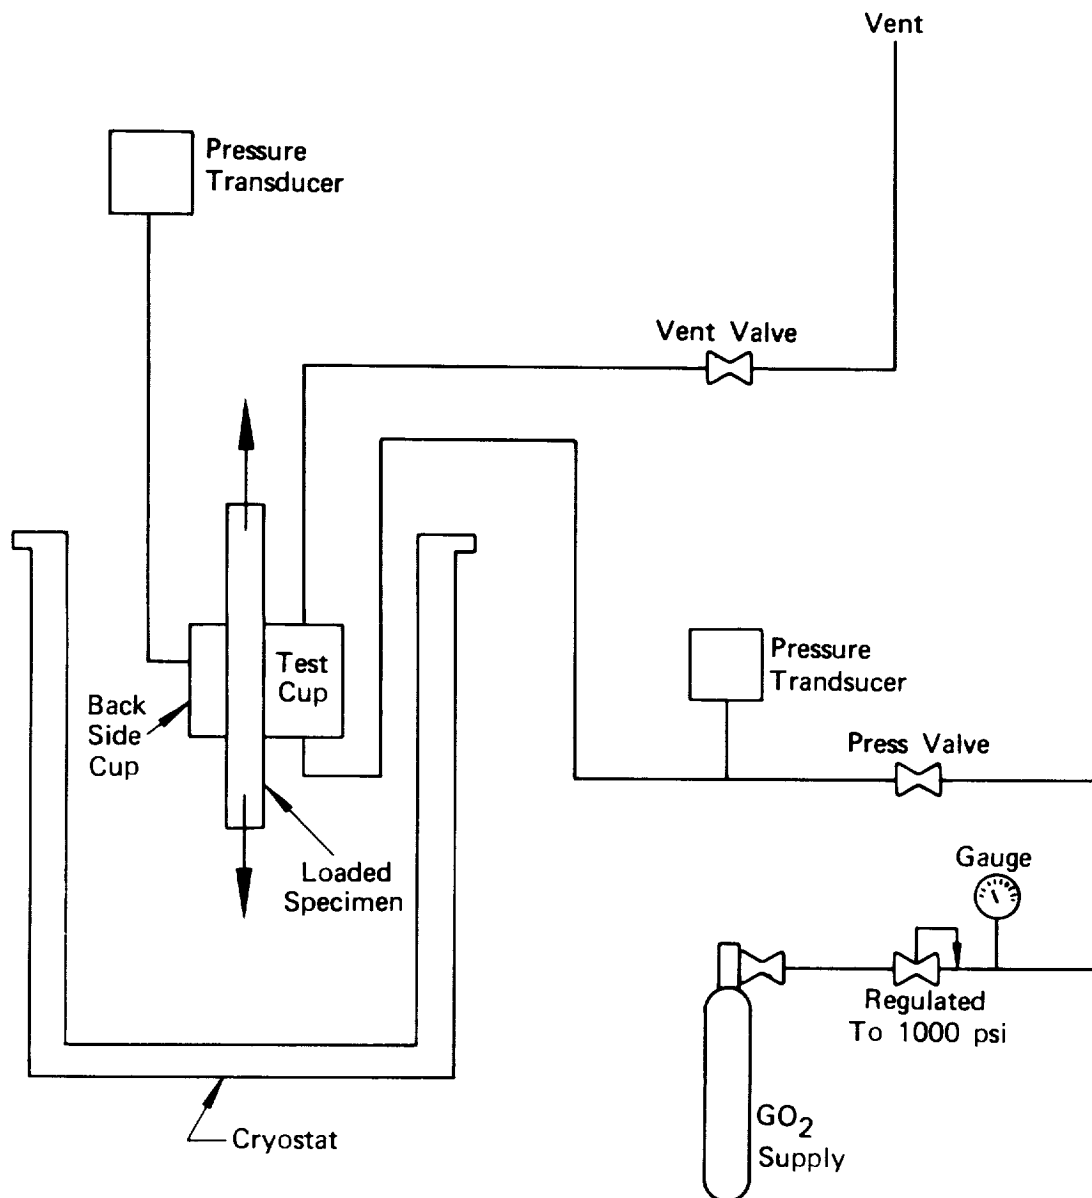 Vent
Pressure
Transducer
Vent Valve
Test
Cup
Pressure
Trandsucer
Back
Side
Cup
Press Valve
Loaded
Specimen
Gauge
Regulated
To 1000 psi
GO₂
Supply
Cryostat